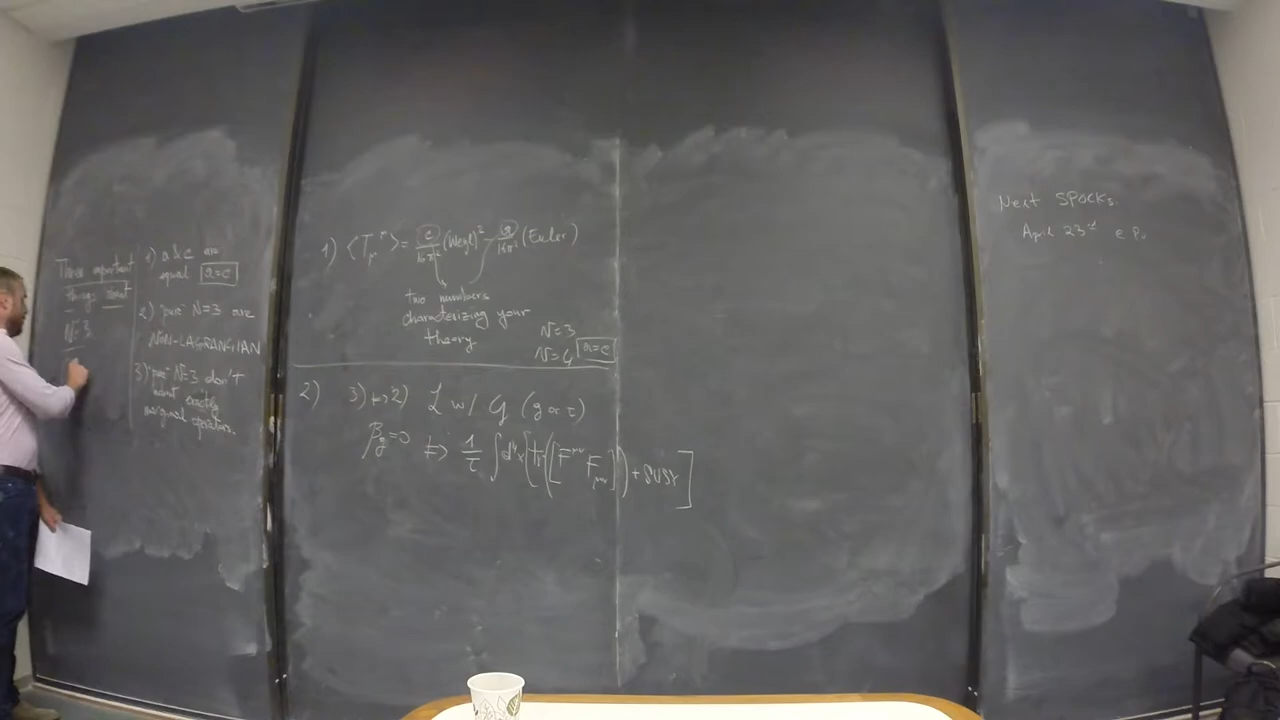 Three important
things about
N=3
1) a & c are
equal a=c
2) "pure" N=3 are
NON-LAGRANGIAN
3) "pure" N=3 don't
want exactly
marginal operators.
1) <T_μ^μ> = c/16π² (Weyl)² - a/16π² (Euler)
two numbers
characterizing your
theory
N=3
N=4 a=c
2) 3) <=> 2) L w/ G (g or τ)
β_g=0 <=> 1/τ ∫d⁴x[tr([F^μν F_μν])+SUSY]
Next SPOCKS:
April 23rd @